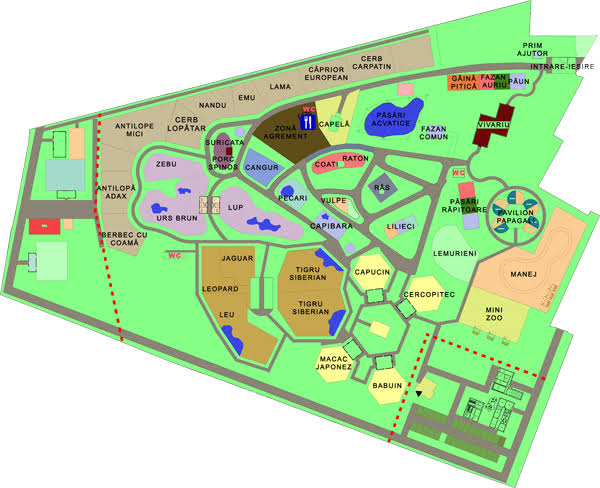 PRIM
AJUTOR
INTRARE-IEȘIRE
CERB
CARPATIN
CĂPRIOR
EUROPEAN
LAMA
EMU
NANDU
CERB
LOPĂTAR
ANTILOPE
MICI
GĂINĂ
PITICĂ
FAZAN
AURIU
PĂUN
WC
CAPELĂ
PĂSĂRI
ACVATICE
FAZAN
COMUN
VIVARIU
ZONĂ
AGREMENT
SURICATA
PORC
SPINOS
CANGUR
COATI
RATON
ZEBU
RÂS
WC
ANTILOPĂ
ADAX
URS BRUN
LUP
PECARI
VULPE
PĂSĂRI
RĂPITOARE
PAVILION
PAPAGALI
CAPIBARA
LILIECI
BERBEC CU
COAMĂ
WC
LEMURIENI
JAGUAR
TIGRU
SIBERIAN
CAPUCIN
MANEJ
LEOPARD
CERCOPITEC
TIGRU
SIBERIAN
LEU
MINI
ZOO
MACAC
JAPONEZ
BABUIN